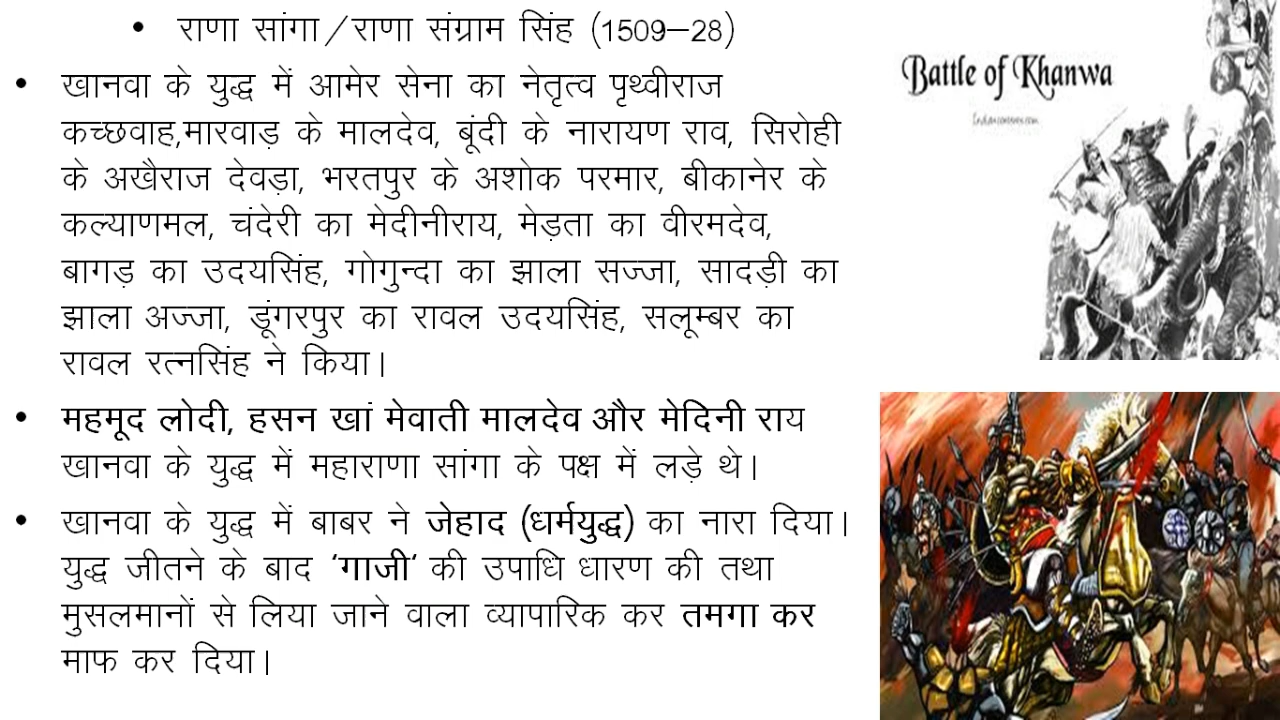 • राणा सांगा/राणा संग्राम सिंह (1509–28)
• खानवा के युद्ध में आमेर सेना का नेतृत्व पृथ्वीराज
कच्छवाह,मारवाड़ के मालदेव, बूंदी के नारायण राव, सिरोही
के अखैराज देवड़ा, भरतपुर के अशोक परमार, बीकानेर के
कल्याणमल, चंदेरी का मेदीनीराय, मेड़ता का वीरमदेव,
बागड़ का उदयसिंह, गोगुन्दा का झाला सज्जा, सादड़ी का
झाला अज्जा, डूंगरपुर का रावल उदयसिंह, सलूम्बर का
रावल रत्नसिंह ने किया।
• महमूद लोदी, हसन खां मेवाती मालदेव और मेदिनी राय
खानवा के युद्ध में महाराणा सांगा के पक्ष में लड़े थे।
• खानवा के युद्ध में बाबर ने जेहाद (धर्मयुद्ध) का नारा दिया।
युद्ध जीतने के बाद ‘गाजी‘ की उपाधि धारण की तथा
मुसलमानों से लिया जाने वाला व्यापारिक कर तमगा कर
माफ कर दिया।
Battle of Khanwa